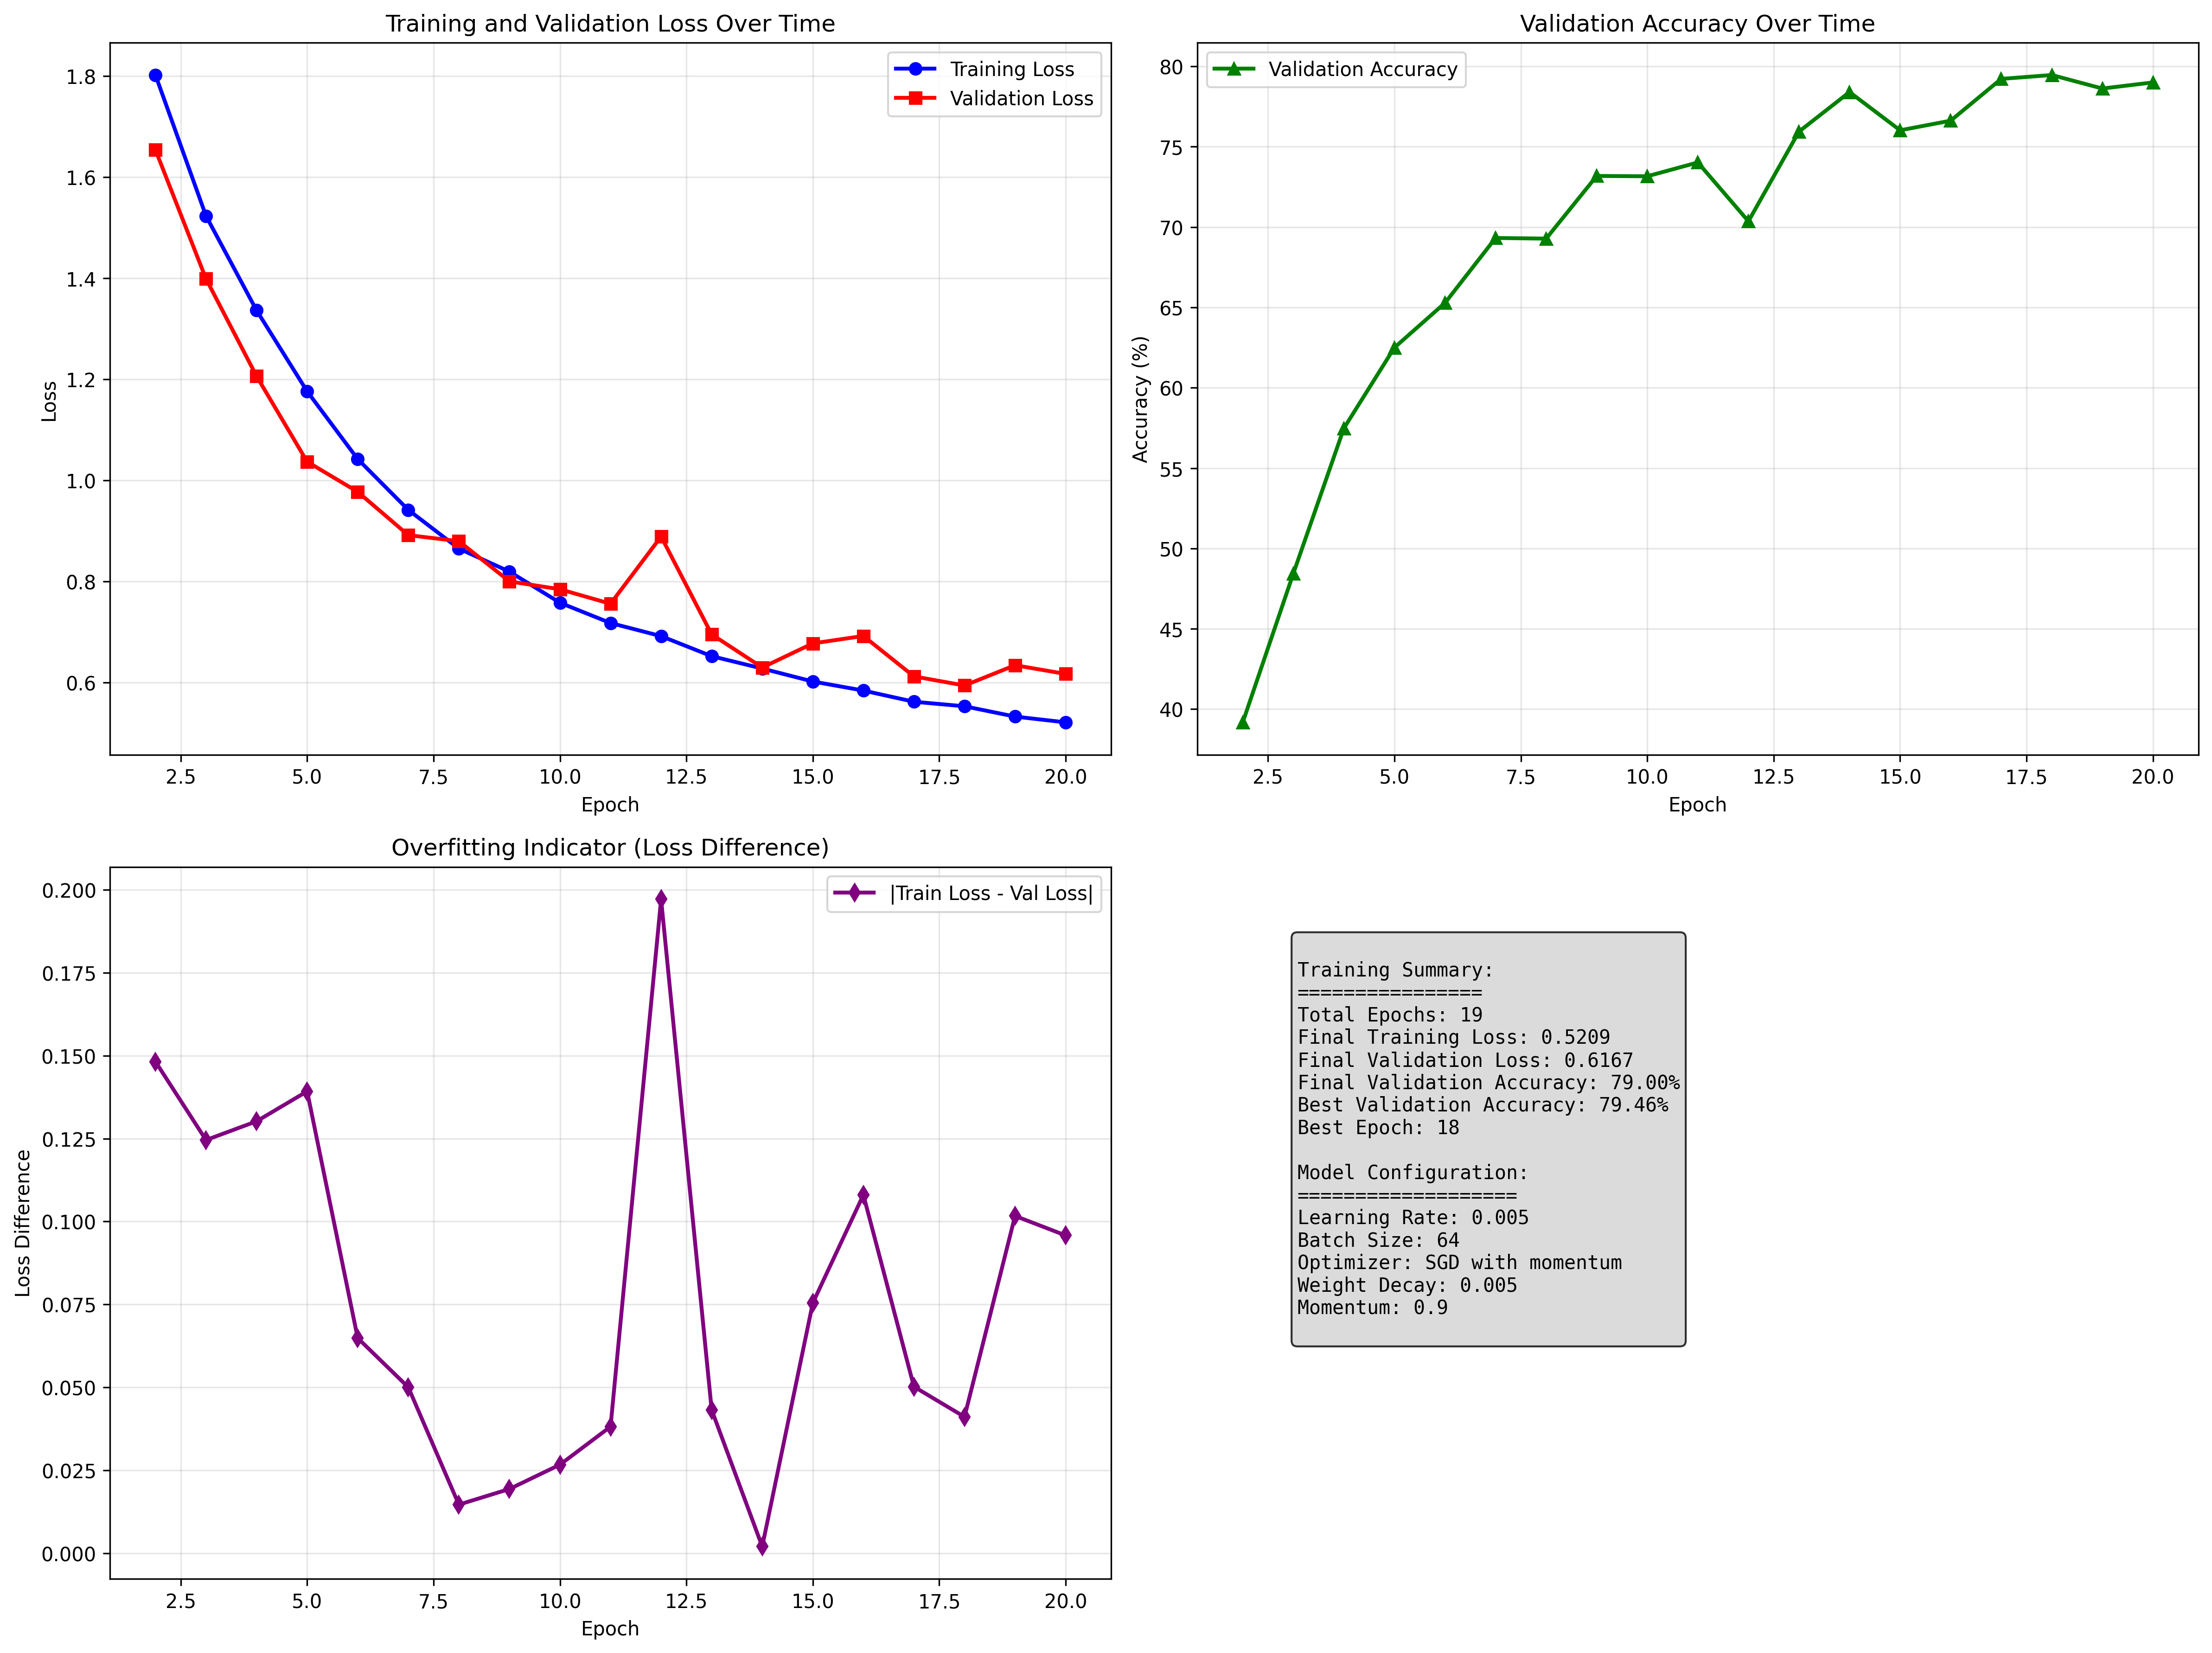 Training and Validation Loss Over Time
Training Loss
Validation Loss
Loss
1.8
1.6
1.4
1.2
1.0
0.8
0.6
2.5 5.0 7.5 10.0 12.5 15.0 17.5 20.0
Epoch
Validation Accuracy Over Time
Validation Accuracy
Accuracy (%)
80
75
70
65
60
55
50
45
40
2.5 5.0 7.5 10.0 12.5 15.0 17.5 20.0
Epoch
Overfitting Indicator (Loss Difference)
|Train Loss - Val Loss|
Loss Difference
0.200
0.175
0.150
0.125
0.100
0.075
0.050
0.025
0.000
2.5 5.0 7.5 10.0 12.5 15.0 17.5 20.0
Epoch
Training Summary:
================
Total Epochs: 19
Final Training Loss: 0.5209
Final Validation Loss: 0.6167
Final Validation Accuracy: 79.00%
Best Validation Accuracy: 79.46%
Best Epoch: 18
Model Configuration:
===================
Learning Rate: 0.005
Batch Size: 64
Optimizer: SGD with momentum
Weight Decay: 0.005
Momentum: 0.9